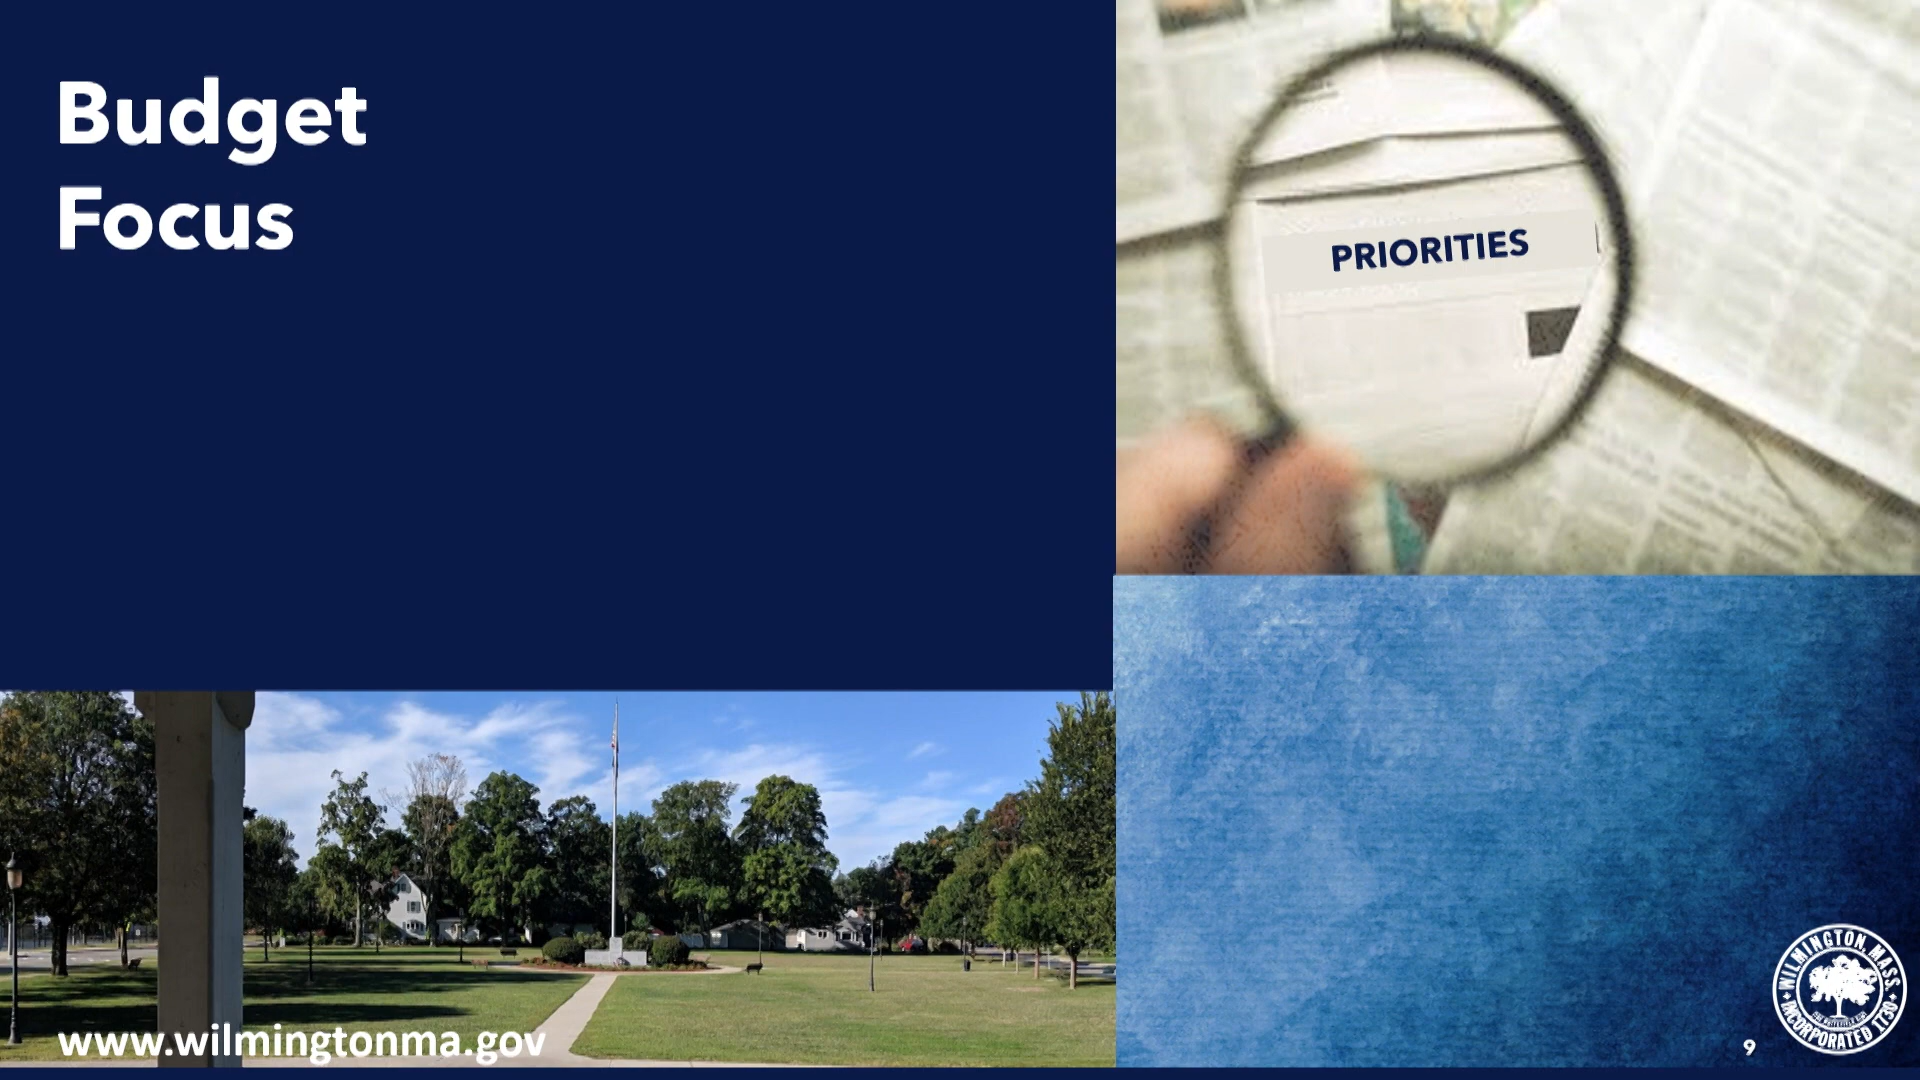 Budget
Focus
PRIORITIES
www.wilmingtonma.gov
9
WILMINGTON, MASS.
INCORPORATED 1730